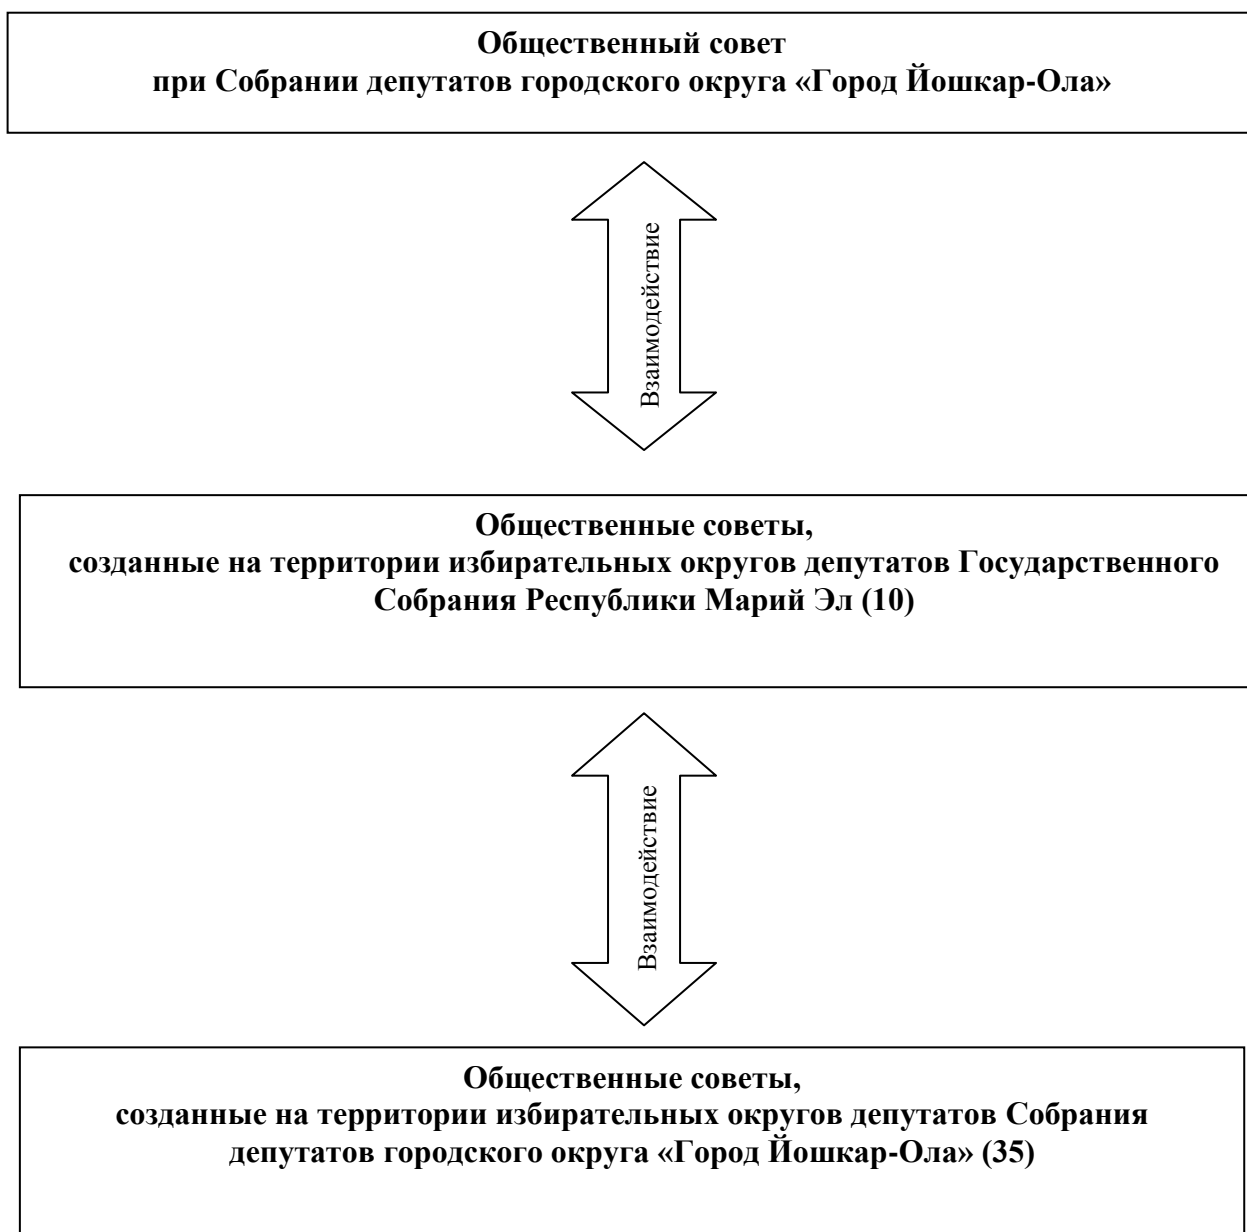 Общественный совет
при Собрании депутатов городского округа «Город Йошкар-Ола»
Взаимодействие
Общественные советы,
созданные на территории избирательных округов депутатов Государственного
Собрания Республики Марий Эл (10)
Взаимодействие
Общественные советы,
созданные на территории избирательных округов депутатов Собрания
депутатов городского округа «Город Йошкар-Ола» (35)